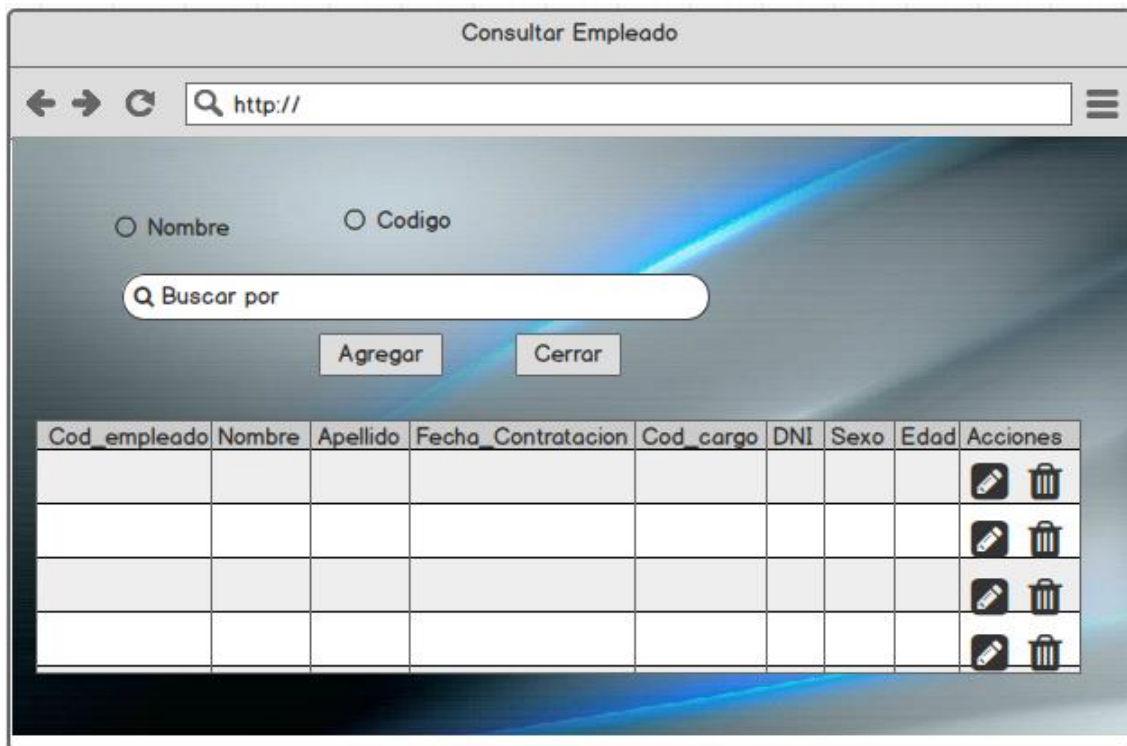 Consultar Empleado
http://
Nombre
Codigo
Buscar por
Agregar Cerrar
Cod_empleado Nombre Apellido Fecha_Contratacion Cod_cargo DNI Sexo Edad Acciones